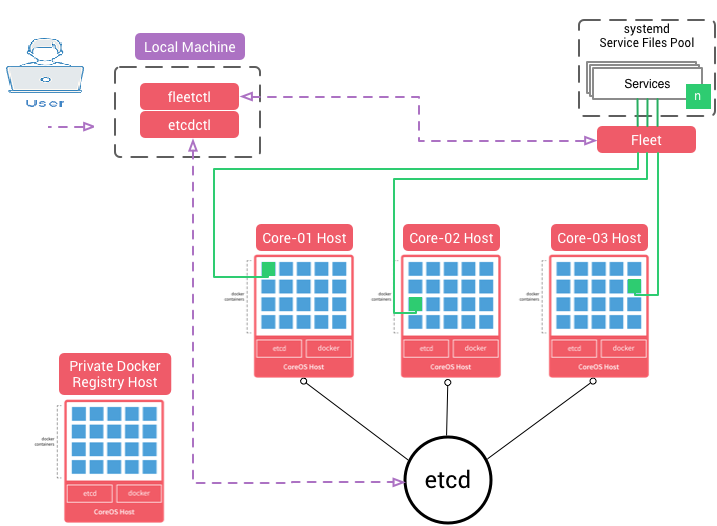 User
Local Machine
fleetctl
etcdctl
systemd
Service Files Pool
Services
n
Fleet
Core-01 Host
docker
containers
etcd
docker
CoreOS Host
Core-02 Host
docker
containers
etcd
docker
CoreOS Host
Core-03 Host
docker
containers
etcd
docker
CoreOS Host
Private Docker
Registry Host
docker
containers
etcd
docker
CoreOS Host
etcd